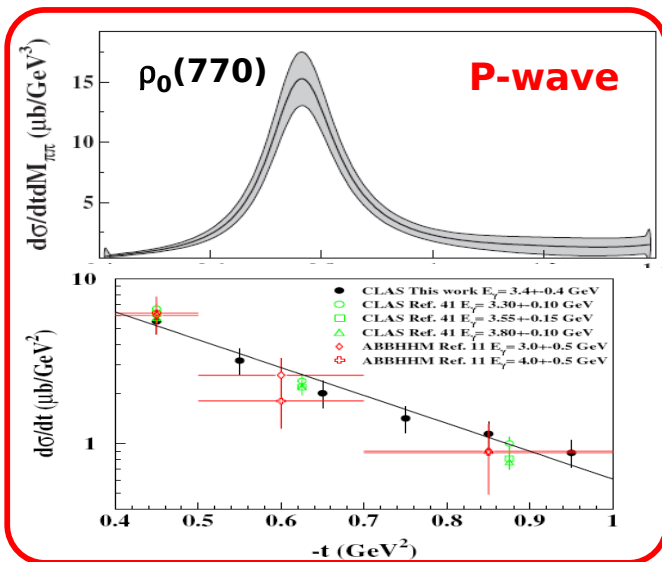 ρ0(770)
P-wave
dσ/dtdMππ (μb/GeV3)
15
10
5
10
1
dσ/dt (μb/GeV2)
CLAS This work Eγ= 3.4+-0.4 GeV
CLAS Ref. 41 Eγ= 3.30+-0.10 GeV
CLAS Ref. 41 Eγ= 3.55+-0.15 GeV
CLAS Ref. 41 Eγ= 3.80+-0.10 GeV
ABBHHM Ref. 11 Eγ= 3.0+-0.5 GeV
ABBHHM Ref. 11 Eγ= 4.0+-0.5 GeV
0.4 0.5 0.6 0.7 0.8 0.9 1
-t (GeV2)